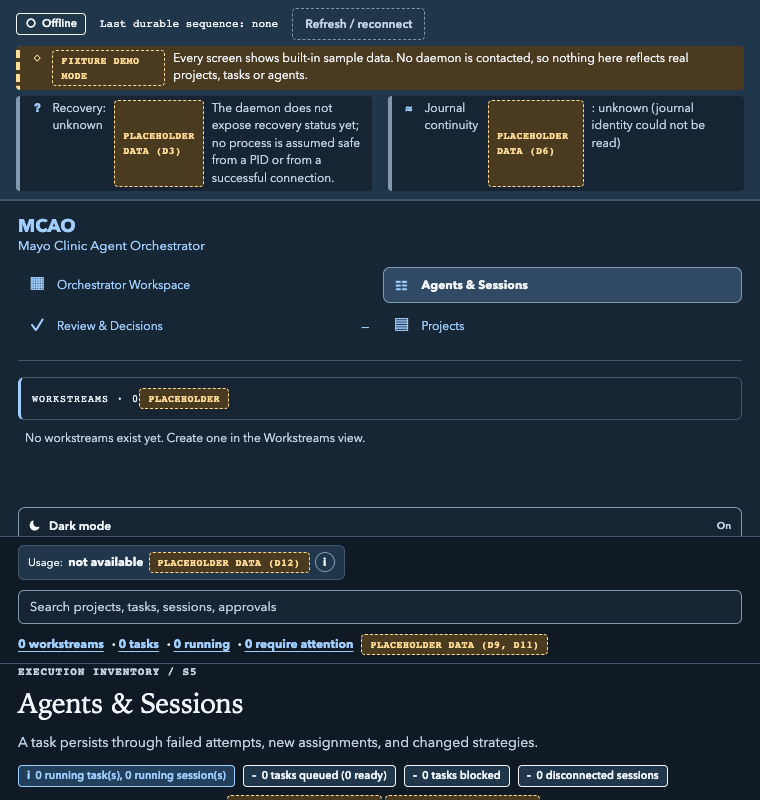 Offline Last durable sequence: none Refresh / reconnect
FIXTURE DEMO MODE
Every screen shows built-in sample data. No daemon is contacted, so nothing here reflects real
projects, tasks or agents.
Recovery:
unknown
PLACEHOLDER
DATA (D3)
The daemon does not
expose recovery status yet;
no process is assumed safe
from a PID or from a
successful connection.
Journal
continuity
PLACEHOLDER
DATA (D6)
: unknown (journal
identity could not be
read)
MCAO
Mayo Clinic Agent Orchestrator
Orchestrator Workspace
Agents & Sessions
Review & Decisions –
Projects
WORKSTREAMS · 0 PLACEHOLDER
No workstreams exist yet. Create one in the Workstreams view.
Dark mode On
Usage: not available PLACEHOLDER DATA (D12) i
Search projects, tasks, sessions, approvals
0 workstreams · 0 tasks · 0 running · 0 require attention PLACEHOLDER DATA (D9, D11)
EXECUTION INVENTORY / S5
Agents & Sessions
A task persists through failed attempts, new assignments, and changed strategies.
i 0 running task(s), 0 running session(s) – 0 tasks queued (0 ready) – 0 tasks blocked – 0 disconnected sessions